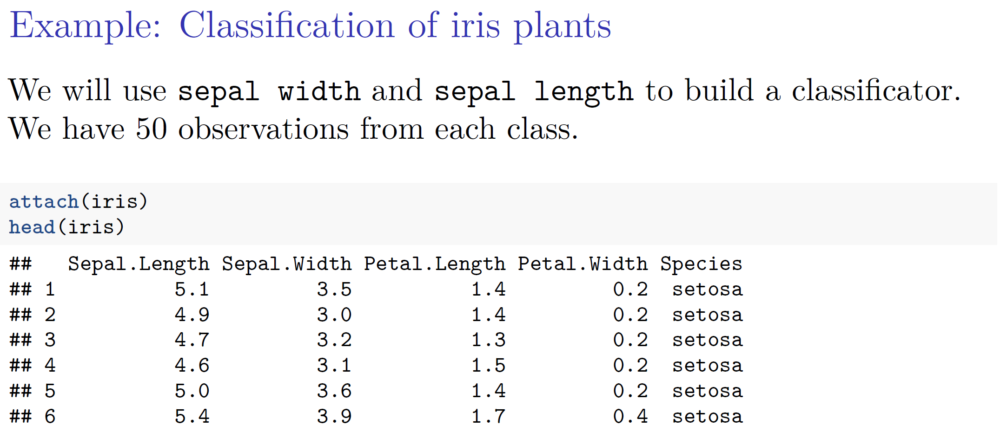 Example: Classification of iris plants
We will use sepal width and sepal length to build a classificator.
We have 50 observations from each class.
attach(iris)
head(iris)
##   Sepal.Length Sepal.Width Petal.Length Petal.Width Species
## 1          5.1         3.5          1.4         0.2  setosa
## 2          4.9         3.0          1.4         0.2  setosa
## 3          4.7         3.2          1.3         0.2  setosa
## 4          4.6         3.1          1.5         0.2  setosa
## 5          5.0         3.6          1.4         0.2  setosa
## 6          5.4         3.9          1.7         0.4  setosa